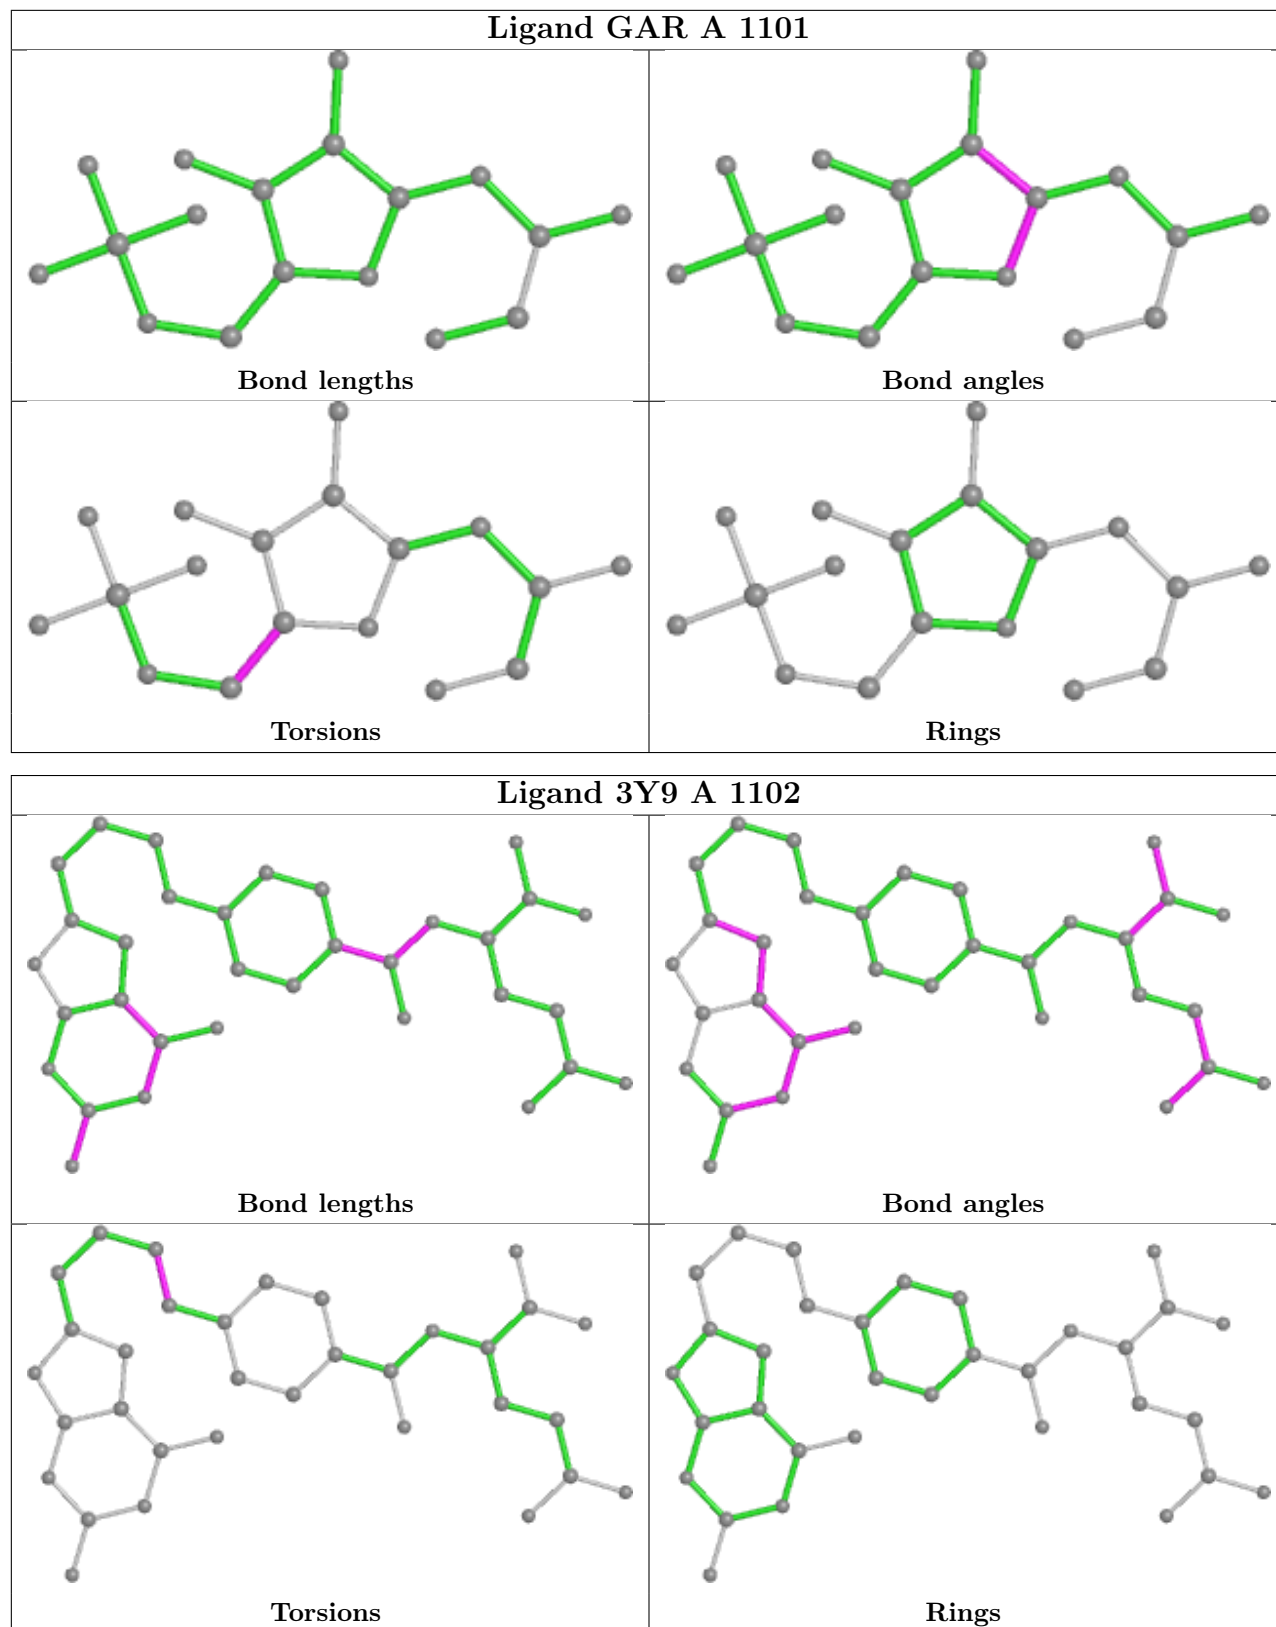 Ligand GAR A 1101
Bond lengths
Bond angles
Torsions
Rings
Ligand 3Y9 A 1102
Bond lengths
Bond angles
Torsions
Rings